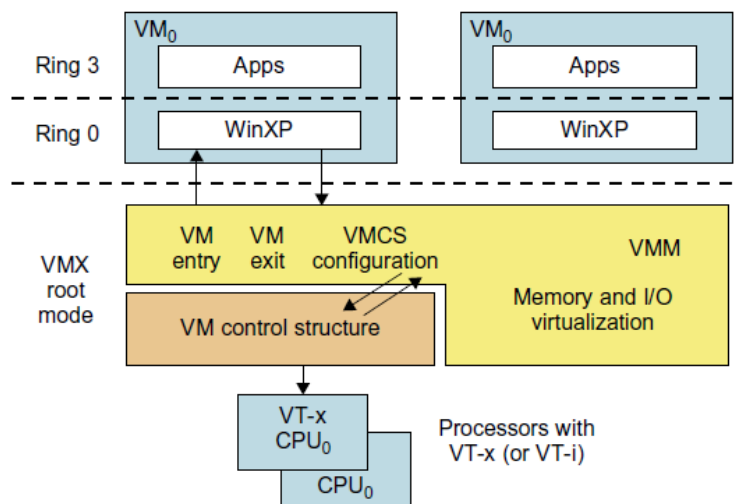 VM₀
VM₀
Ring 3
Apps
Apps
Ring 0
WinXP
WinXP
VMX
root
mode
VM
entry
VM
exit
VMCS
configuration
VMM
Memory and I/O
virtualization
VM control structure
VT-x
CPU₀
CPU₀
Processors with
VT-x (or VT-i)